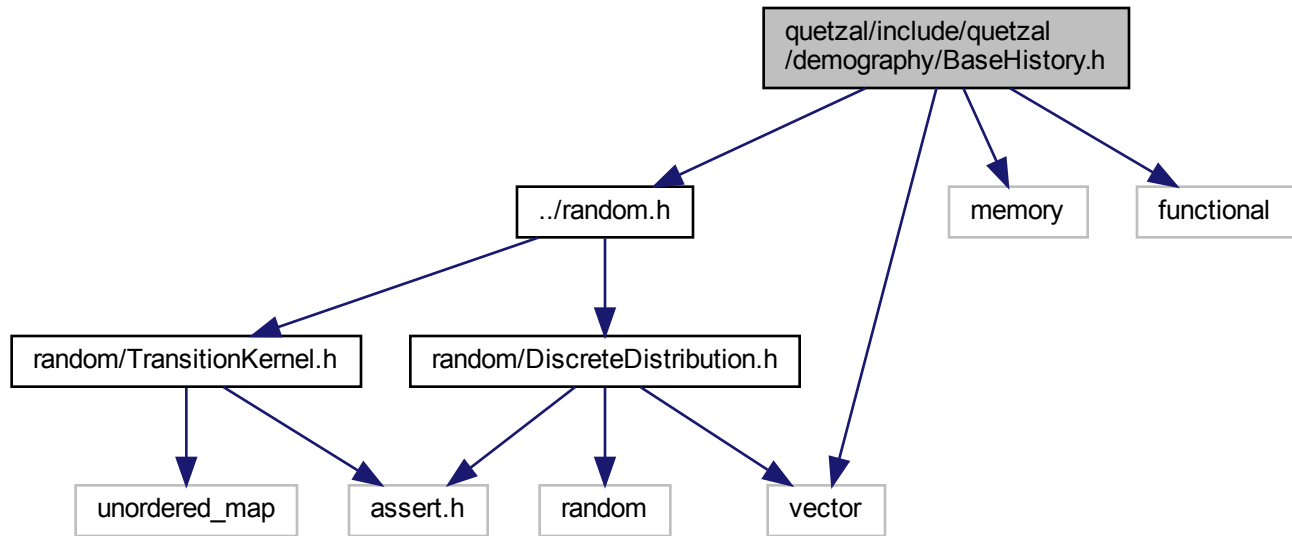 quetzal/include/quetzal
/demography/BaseHistory.h
../random.h
memory
functional
random/TransitionKernel.h
random/DiscreteDistribution.h
unordered_map
assert.h
random
vector